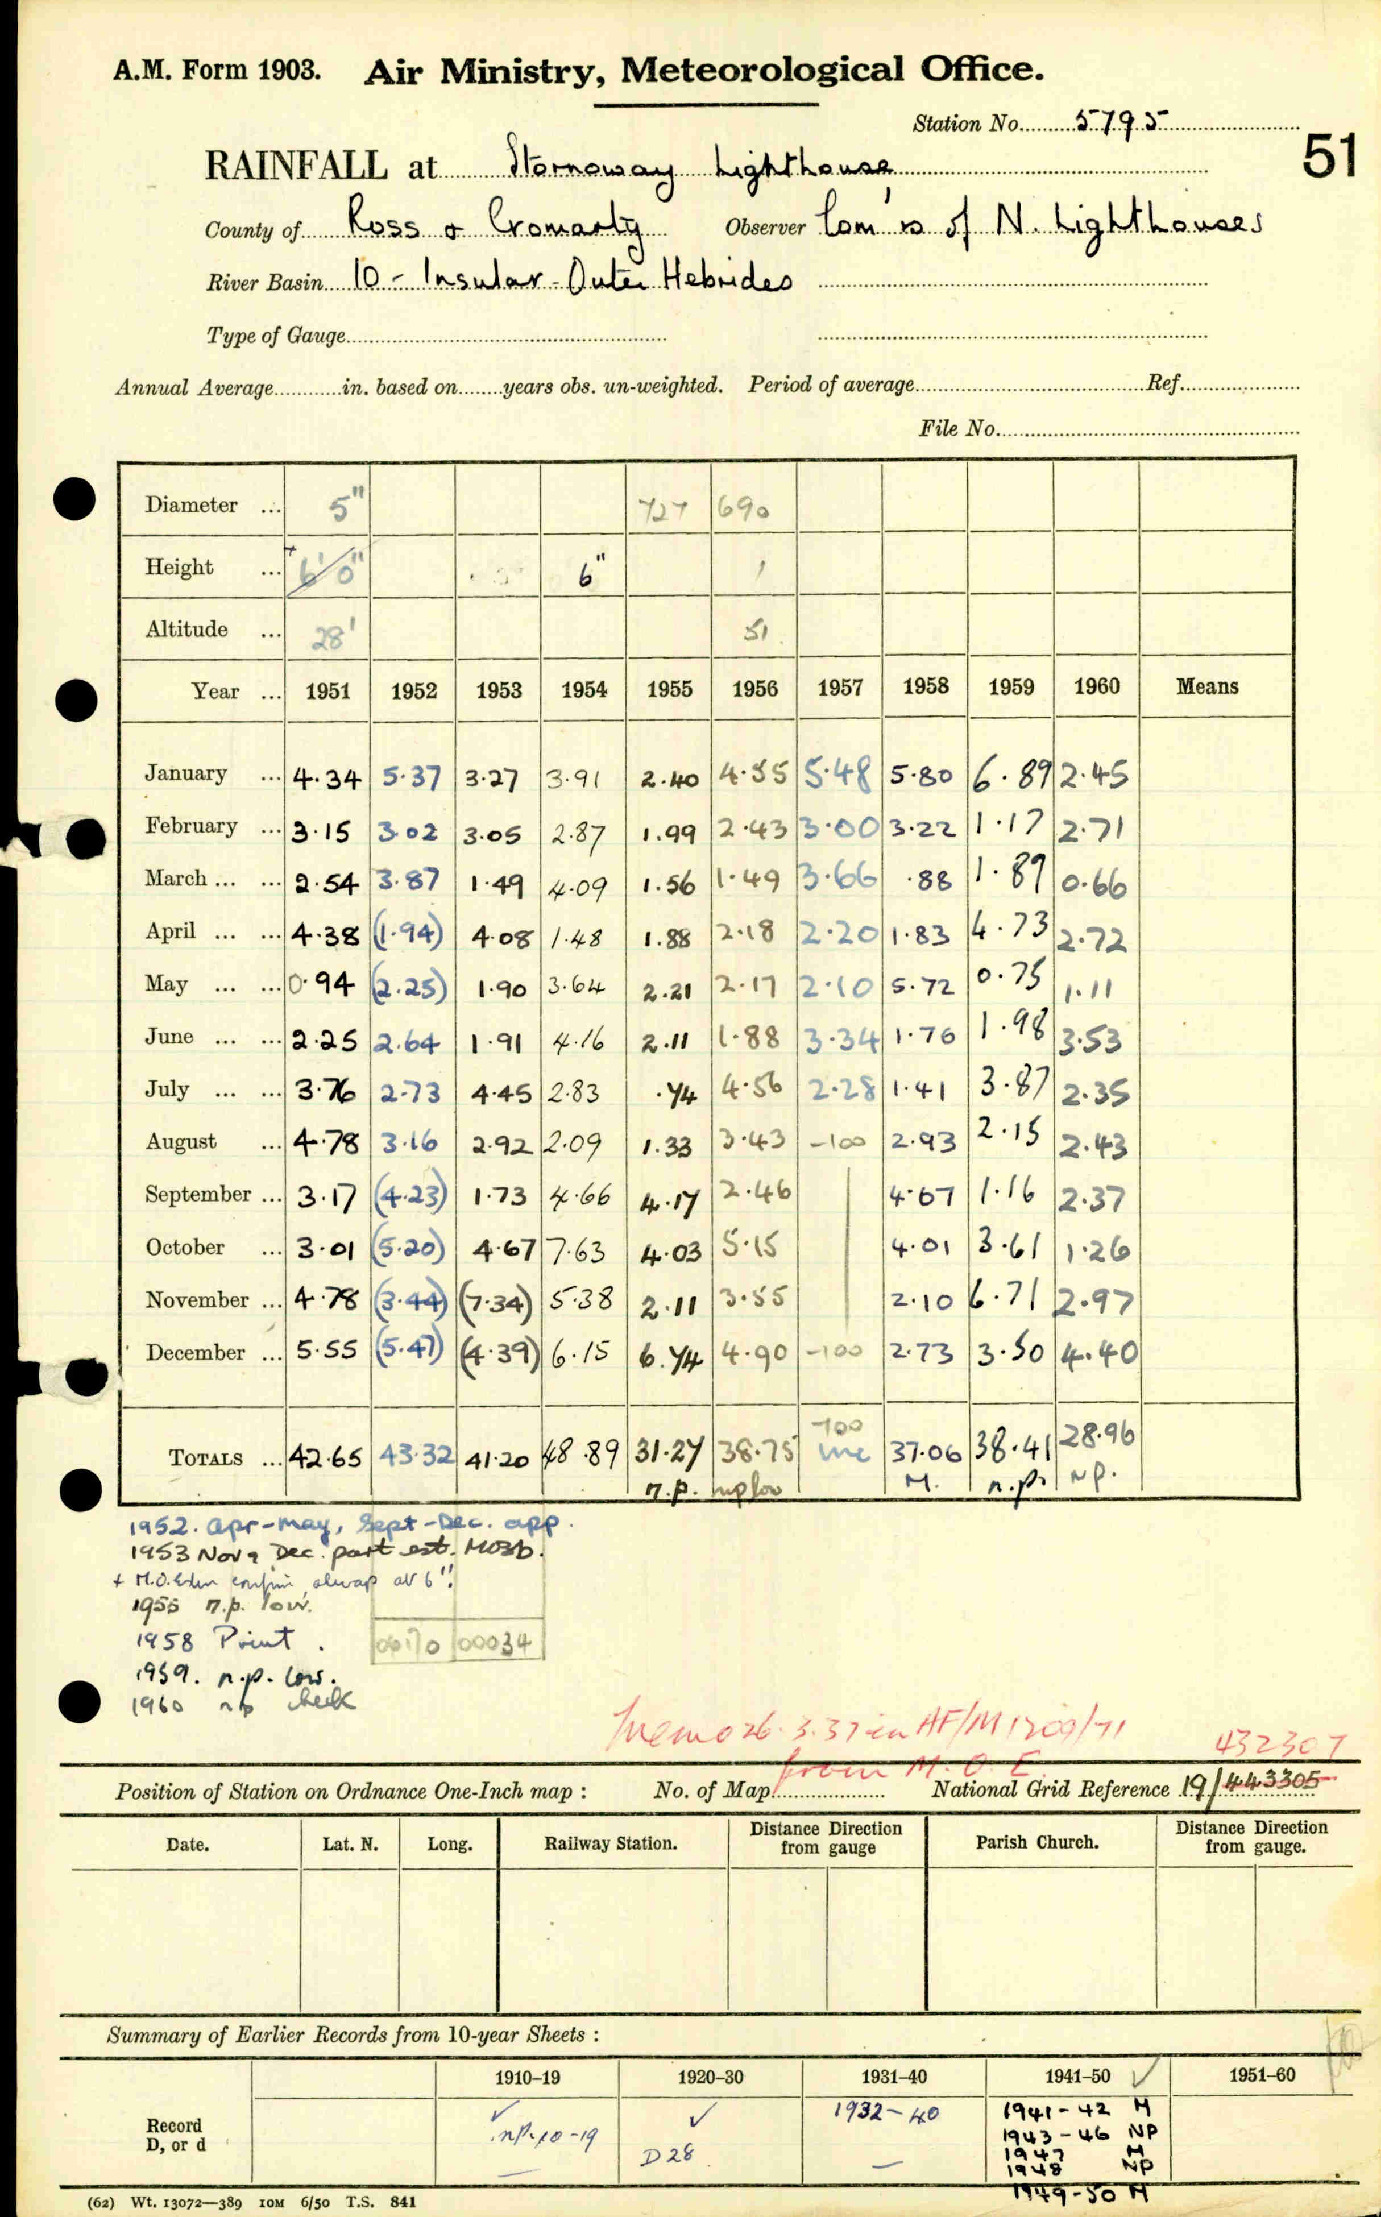 A.M. Form 1903. Air Ministry, Meteorological Office.
Station No. 5795
51
RAINFALL at Stornoway Lighthouse
County of Ross & Cromarty Observer Com'rs of N. Lighthouses
River Basin 10 - Insular - Outer Hebrides
Type of Gauge
Annual Average in. based on years obs. un-weighted. Period of average Ref.
File No.
Diameter ... 5" 727 690
Height ... + 6'0" 6" 1
Altitude ... 28' 51
Year ... 1951 1952 1953 1954 1955 1956 1957 1958 1959 1960 Means
January ... 4.34 5.37 3.27 3.91 2.40 4.55 5.48 5.80 6.89 2.45
February ... 3.15 3.02 3.05 2.87 1.99 2.43 3.00 3.22 1.17 2.71
March ... ... 2.54 3.87 1.49 4.09 1.56 1.49 3.66 .88 1.89 0.66
April ... ... 4.38 (1.94) 4.08 1.48 1.88 2.18 2.20 1.83 4.73 2.72
May ... ... 0.94 (2.25) 1.90 3.64 2.21 2.17 2.10 5.72 0.75 1.11
June ... ... 2.25 2.64 1.91 4.16 2.11 1.88 3.34 1.76 1.98 3.53
July ... ... 3.76 2.73 4.45 2.83 .74 4.56 2.28 1.41 3.87 2.35
August ... 4.78 3.16 2.92 2.09 1.33 3.43 -100 2.93 2.15 2.43
September ... 3.17 (4.23) 1.73 4.66 4.17 2.46 4.67 1.16 2.37
October ... 3.01 (5.20) 4.67 7.63 4.03 5.15 4.01 3.61 1.26
November ... 4.78 (3.44) (7.34) 5.38 2.11 3.55 2.10 6.71 2.97
December ... 5.55 (5.47) (4.39) 6.15 6.74 4.90 -100 2.73 3.50 4.40
-100
TOTALS ... 42.65 43.32 41.20 48.89 31.27 38.75 inc 37.06 38.41 28.96
n.p. np low M. n.p. NP.
1952. Apr-May, Sept-Dec. app.
1953 Nov & Dec. part est. MO3b.
+ M.O. Edin confirm always at 6"!
1955 n.p. low.
1958 Print.
00034
1959. n.p. low.
1960 np check
Memo 26.3.37 in AF/M1209/71
from M.O.E.
432307
Position of Station on Ordnance One-Inch map : No. of Map National Grid Reference 19/443305
Date. Lat. N. Long. Railway Station. Distance from gauge Direction Parish Church. Distance from gauge. Direction
Summary of Earlier Records from 10-year Sheets :
1910–19 1920–30 1931–40 1941–50 ✓ 1951–60
Record D, or d
✓ np. 10-19
✓ D28
1932-40 —
1941-42 M
1943-46 NP
1947 M
1948 NP
1949-50 M
(62) Wt. 13072—389 10M 6/50 T.S. 841